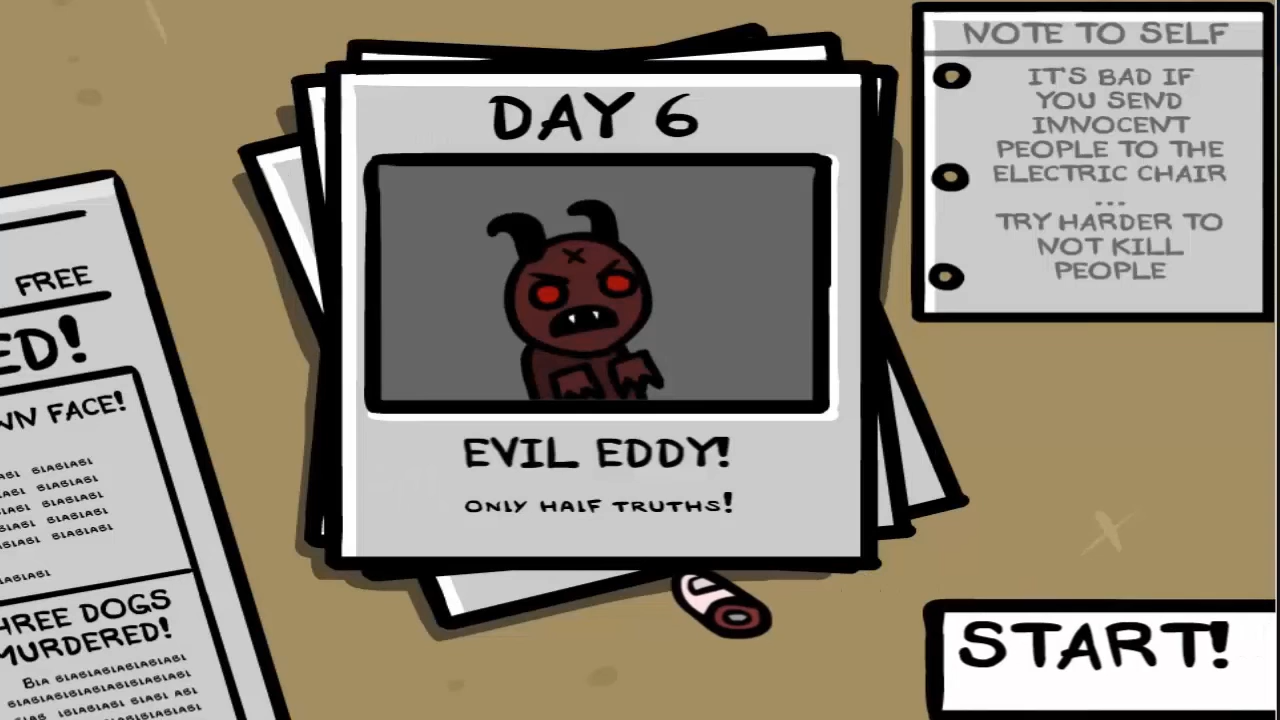 FREE
ED!
WN FACE!
HREE DOGS
MURDERED!
DAY 6
EVIL EDDY!
ONLY HALF TRUTHS!
NOTE TO SELF
IT'S BAD IF
YOU SEND
INNOCENT
PEOPLE TO THE
ELECTRIC CHAIR
...
TRY HARDER TO
NOT KILL
PEOPLE
START!